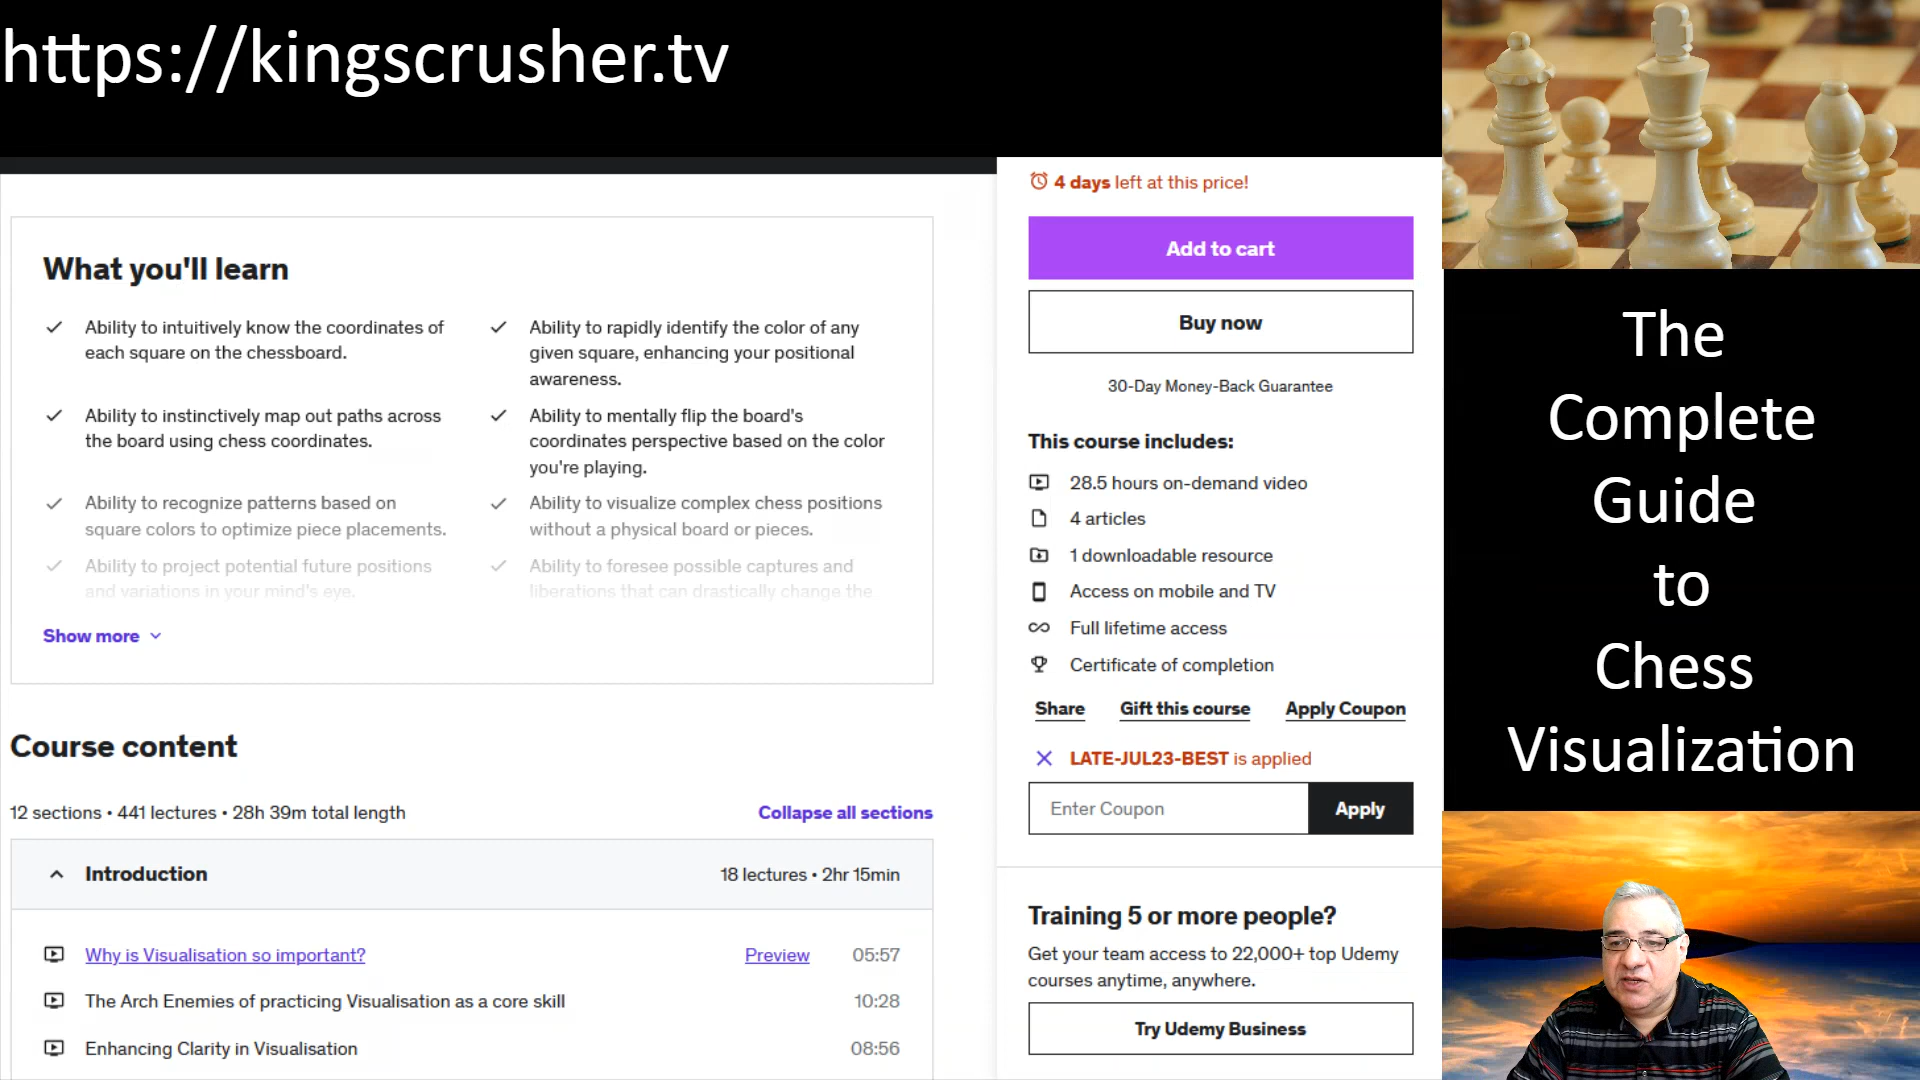 https://kingscrusher.tv
What you'll learn
Ability to intuitively know the coordinates of
each square on the chessboard.
Ability to rapidly identify the color of any
given square, enhancing your positional
awareness.
Ability to instinctively map out paths across
the board using chess coordinates.
Ability to mentally flip the board's
coordinates perspective based on the color
you're playing.
Ability to recognize patterns based on
square colors to optimize piece placements.
Ability to visualize complex chess positions
without a physical board or pieces.
Ability to project potential future positions
and variations in your mind's eye.
Ability to foresee possible captures and
liberations that can drastically change the
Show more
Course content
12 sections • 441 lectures • 28h 39m total length
Collapse all sections
Introduction
18 lectures • 2hr 15min
Why is Visualisation so important?
Preview
05:57
The Arch Enemies of practicing Visualisation as a core skill
10:28
Enhancing Clarity in Visualisation
08:56
4 days left at this price!
Add to cart
Buy now
30-Day Money-Back Guarantee
This course includes:
28.5 hours on-demand video
4 articles
1 downloadable resource
Access on mobile and TV
Full lifetime access
Certificate of completion
Share
Gift this course
Apply Coupon
LATE-JUL23-BEST is applied
Enter Coupon
Apply
Training 5 or more people?
Get your team access to 22,000+ top Udemy
courses anytime, anywhere.
Try Udemy Business
The
Complete
Guide
to
Chess
Visualization